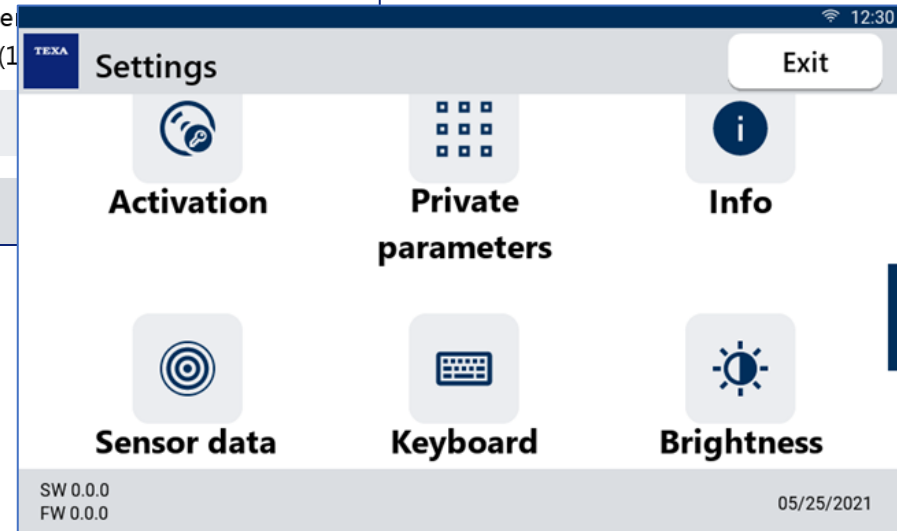 12:30
TEXA
Settings
Exit
(1
Activation
Private
parameters
Info
Sensor data
Keyboard
Brightness
SW 0.0.0
FW 0.0.0
05/25/2021